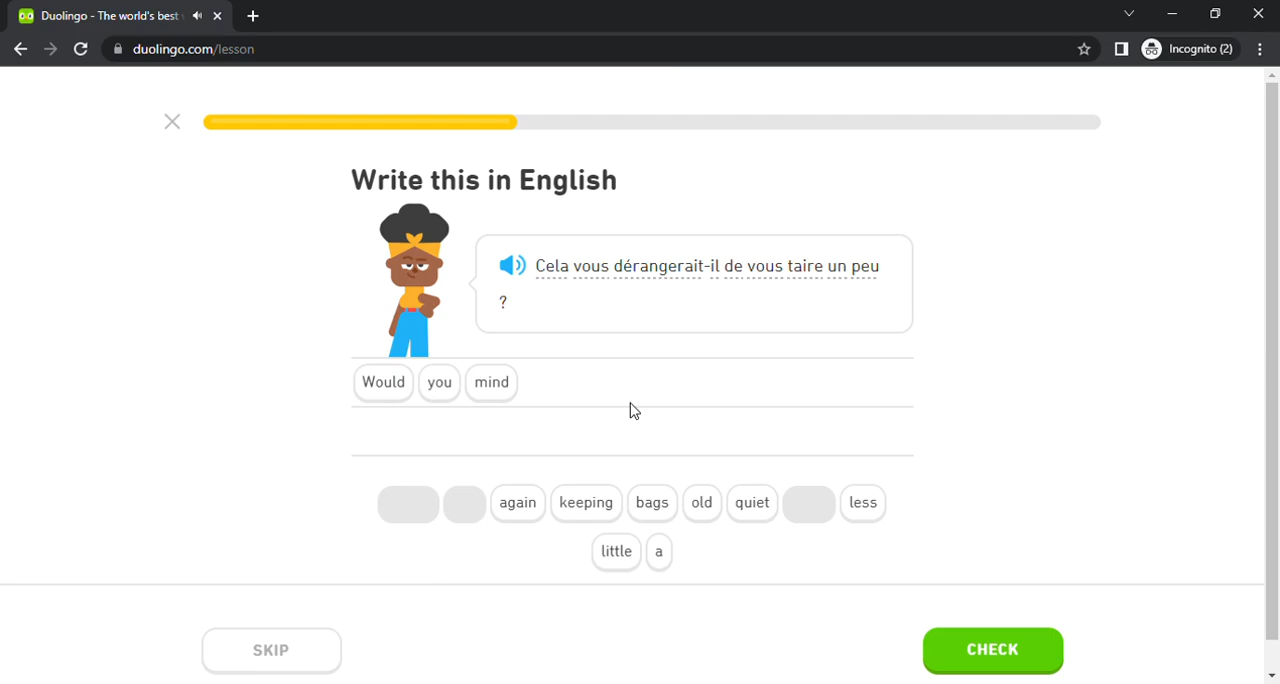 Duolingo - The world's best
duolingo.com/lesson
Incognito (2)
Write this in English
Cela vous dérangerait-il de vous taire un peu
?
Would you mind
again keeping bags old quiet less
little a
SKIP
CHECK